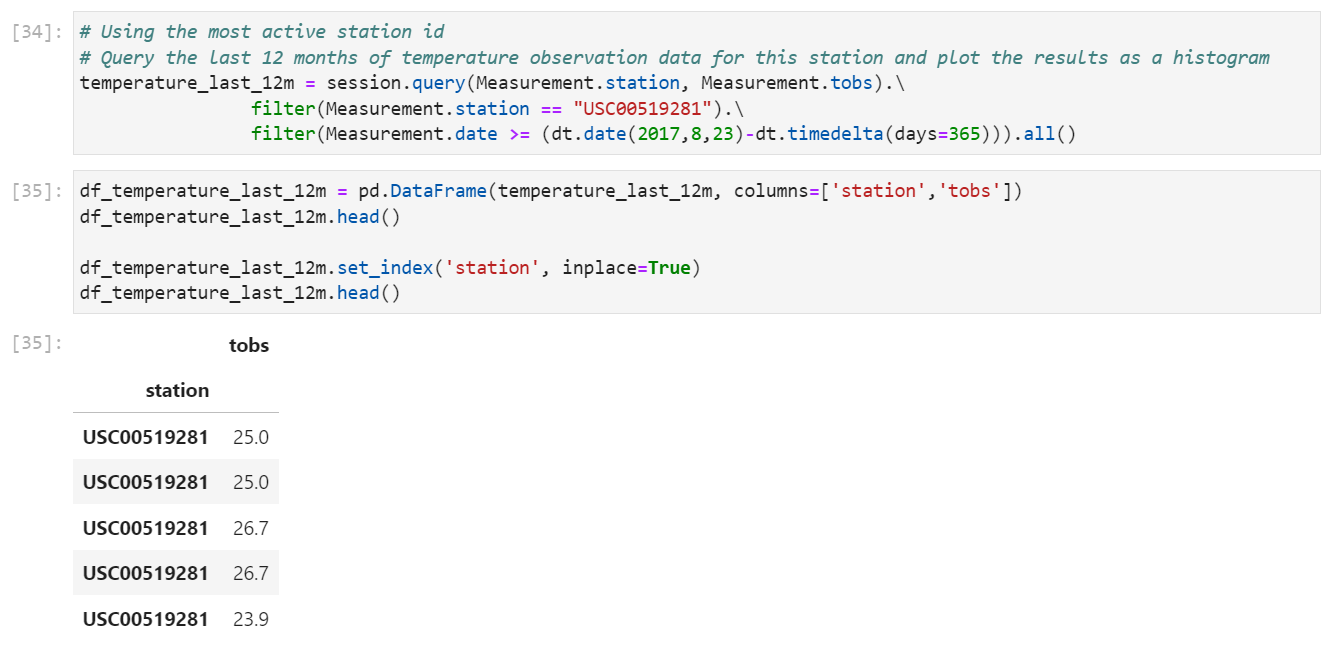 [34]: # Using the most active station id
# Query the last 12 months of temperature observation data for this station and plot the results as a histogram
temperature_last_12m = session.query(Measurement.station, Measurement.tobs).\
filter(Measurement.station == "USC00519281").\
filter(Measurement.date >= (dt.date(2017,8,23)-dt.timedelta(days=365))).all()
[35]: df_temperature_last_12m = pd.DataFrame(temperature_last_12m, columns=['station','tobs'])
df_temperature_last_12m.head()
df_temperature_last_12m.set_index('station', inplace=True)
df_temperature_last_12m.head()
[35]: tobs
station
USC00519281 25.0
USC00519281 25.0
USC00519281 26.7
USC00519281 26.7
USC00519281 23.9